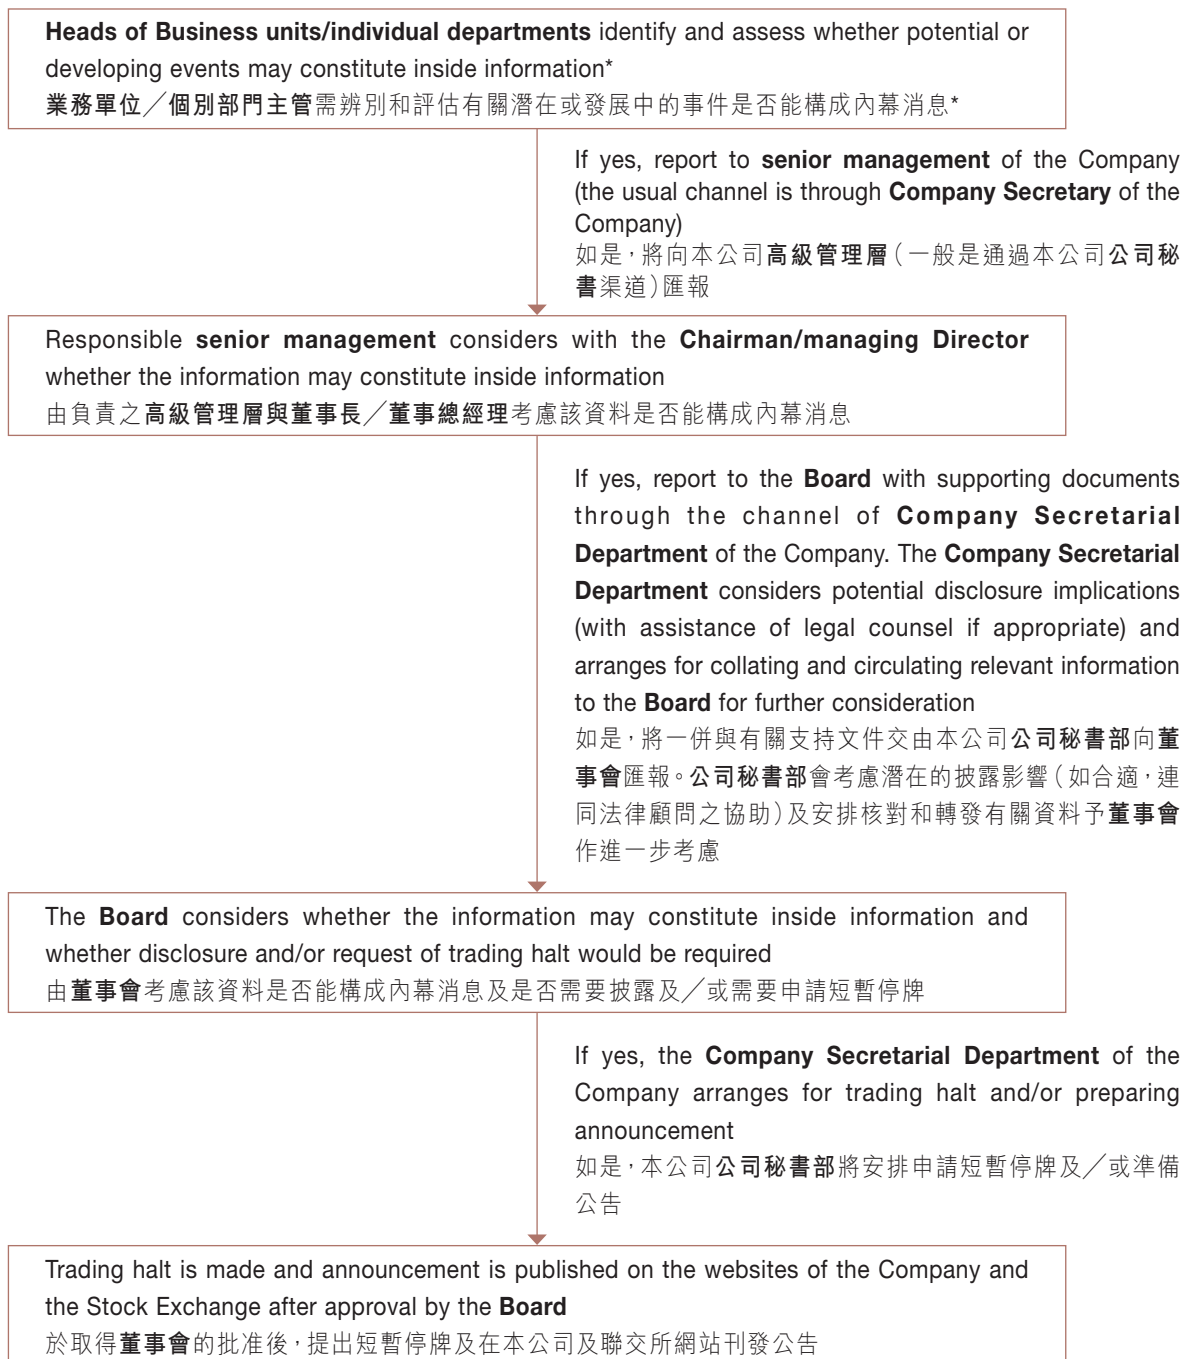 Heads of Business units/individual departments identify and assess whether potential or
developing events may constitute inside information*
業務單位╱個別部門主管需辨別和評估有關潛在或發展中的事件是否能構成內幕消息*
If yes, report to senior management of the Company
(the usual channel is through Company Secretary of the
Company)
如是，將向本公司高級管理層（一般是通過本公司公司秘
書渠道）匯報
Responsible senior management considers with the Chairman/managing Director
whether the information may constitute inside information
由負責之高級管理層與董事長╱董事總經理考慮該資料是否能構成內幕消息
If yes, report to the Board with supporting documents
through the channel of Company Secretarial
Department of the Company. The Company Secretarial
Department considers potential disclosure implications
(with assistance of legal counsel if appropriate) and
arranges for collating and circulating relevant information
to the Board for further consideration
如是，將一併與有關支持文件交由本公司公司秘書部向董
事會匯報。公司秘書部會考慮潛在的披露影響（如合適，連
同法律顧問之協助）及安排核對和轉發有關資料予董事會
作進一步考慮
The Board considers whether the information may constitute inside information and
whether disclosure and/or request of trading halt would be required
由董事會考慮該資料是否能構成內幕消息及是否需要披露及╱或需要申請短暫停牌
If yes, the Company Secretarial Department of the
Company arranges for trading halt and/or preparing
announcement
如是，本公司公司秘書部將安排申請短暫停牌及╱或準備
公告
Trading halt is made and announcement is published on the websites of the Company and
the Stock Exchange after approval by the Board
於取得董事會的批准後，提出短暫停牌及在本公司及聯交所網站刊發公告